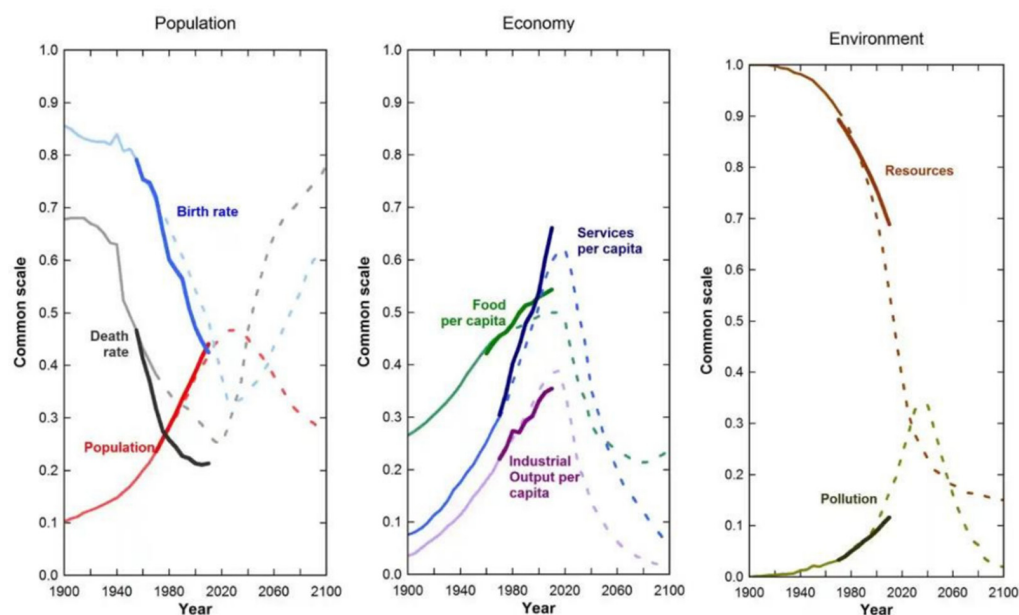 Population
1.0
0.9
0.8
0.7
0.6
0.5
0.4
0.3
0.2
0.1
0.0
Common scale
Birth rate
Death
rate
Population
1900 1940 1980 2020 2060 2100
Year
Economy
1.0
0.9
0.8
0.7
0.6
0.5
0.4
0.3
0.2
0.1
0.0
Common scale
Services
per capita
Food
per capita
Industrial
Output per
capita
1900 1940 1980 2020 2060 2100
Year
Environment
1.0
0.9
0.8
0.7
0.6
0.5
0.4
0.3
0.2
0.1
0.0
Common scale
Resources
Pollution
1900 1940 1980 2020 2060 2100
Year